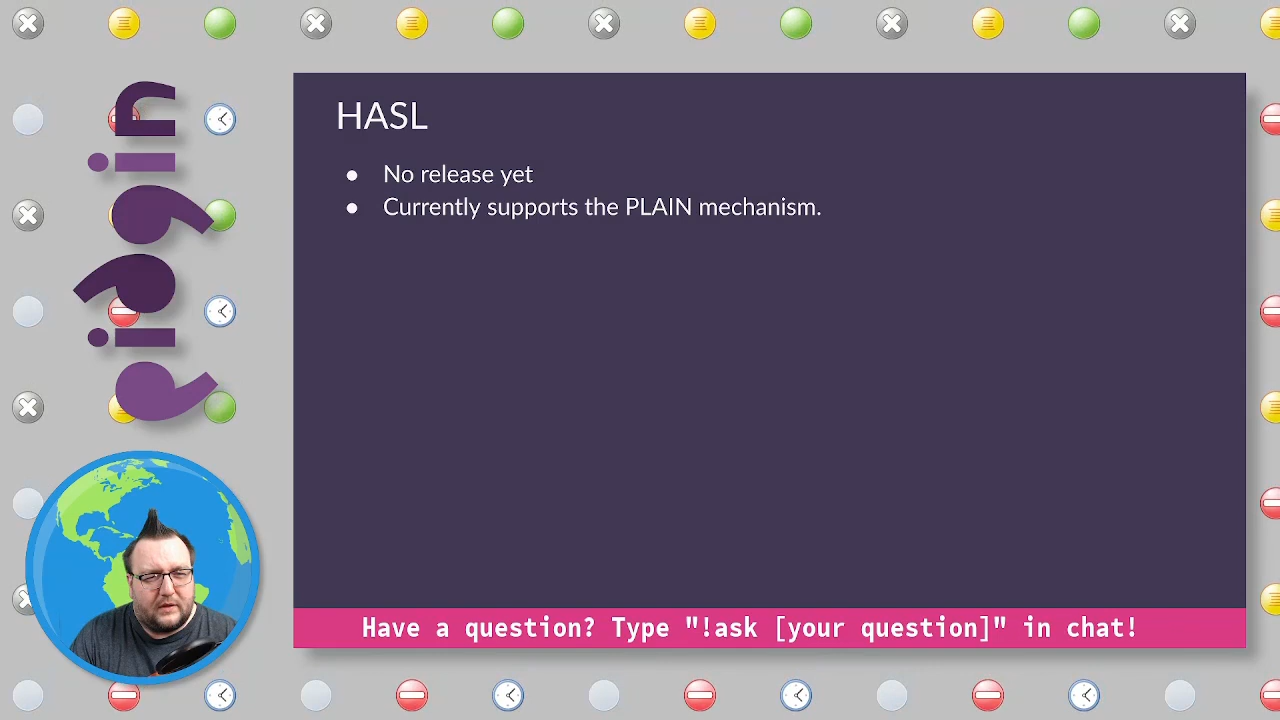 pidgin
HASL
● No release yet
● Currently supports the PLAIN mechanism.
Have a question? Type "!ask [your question]" in chat!